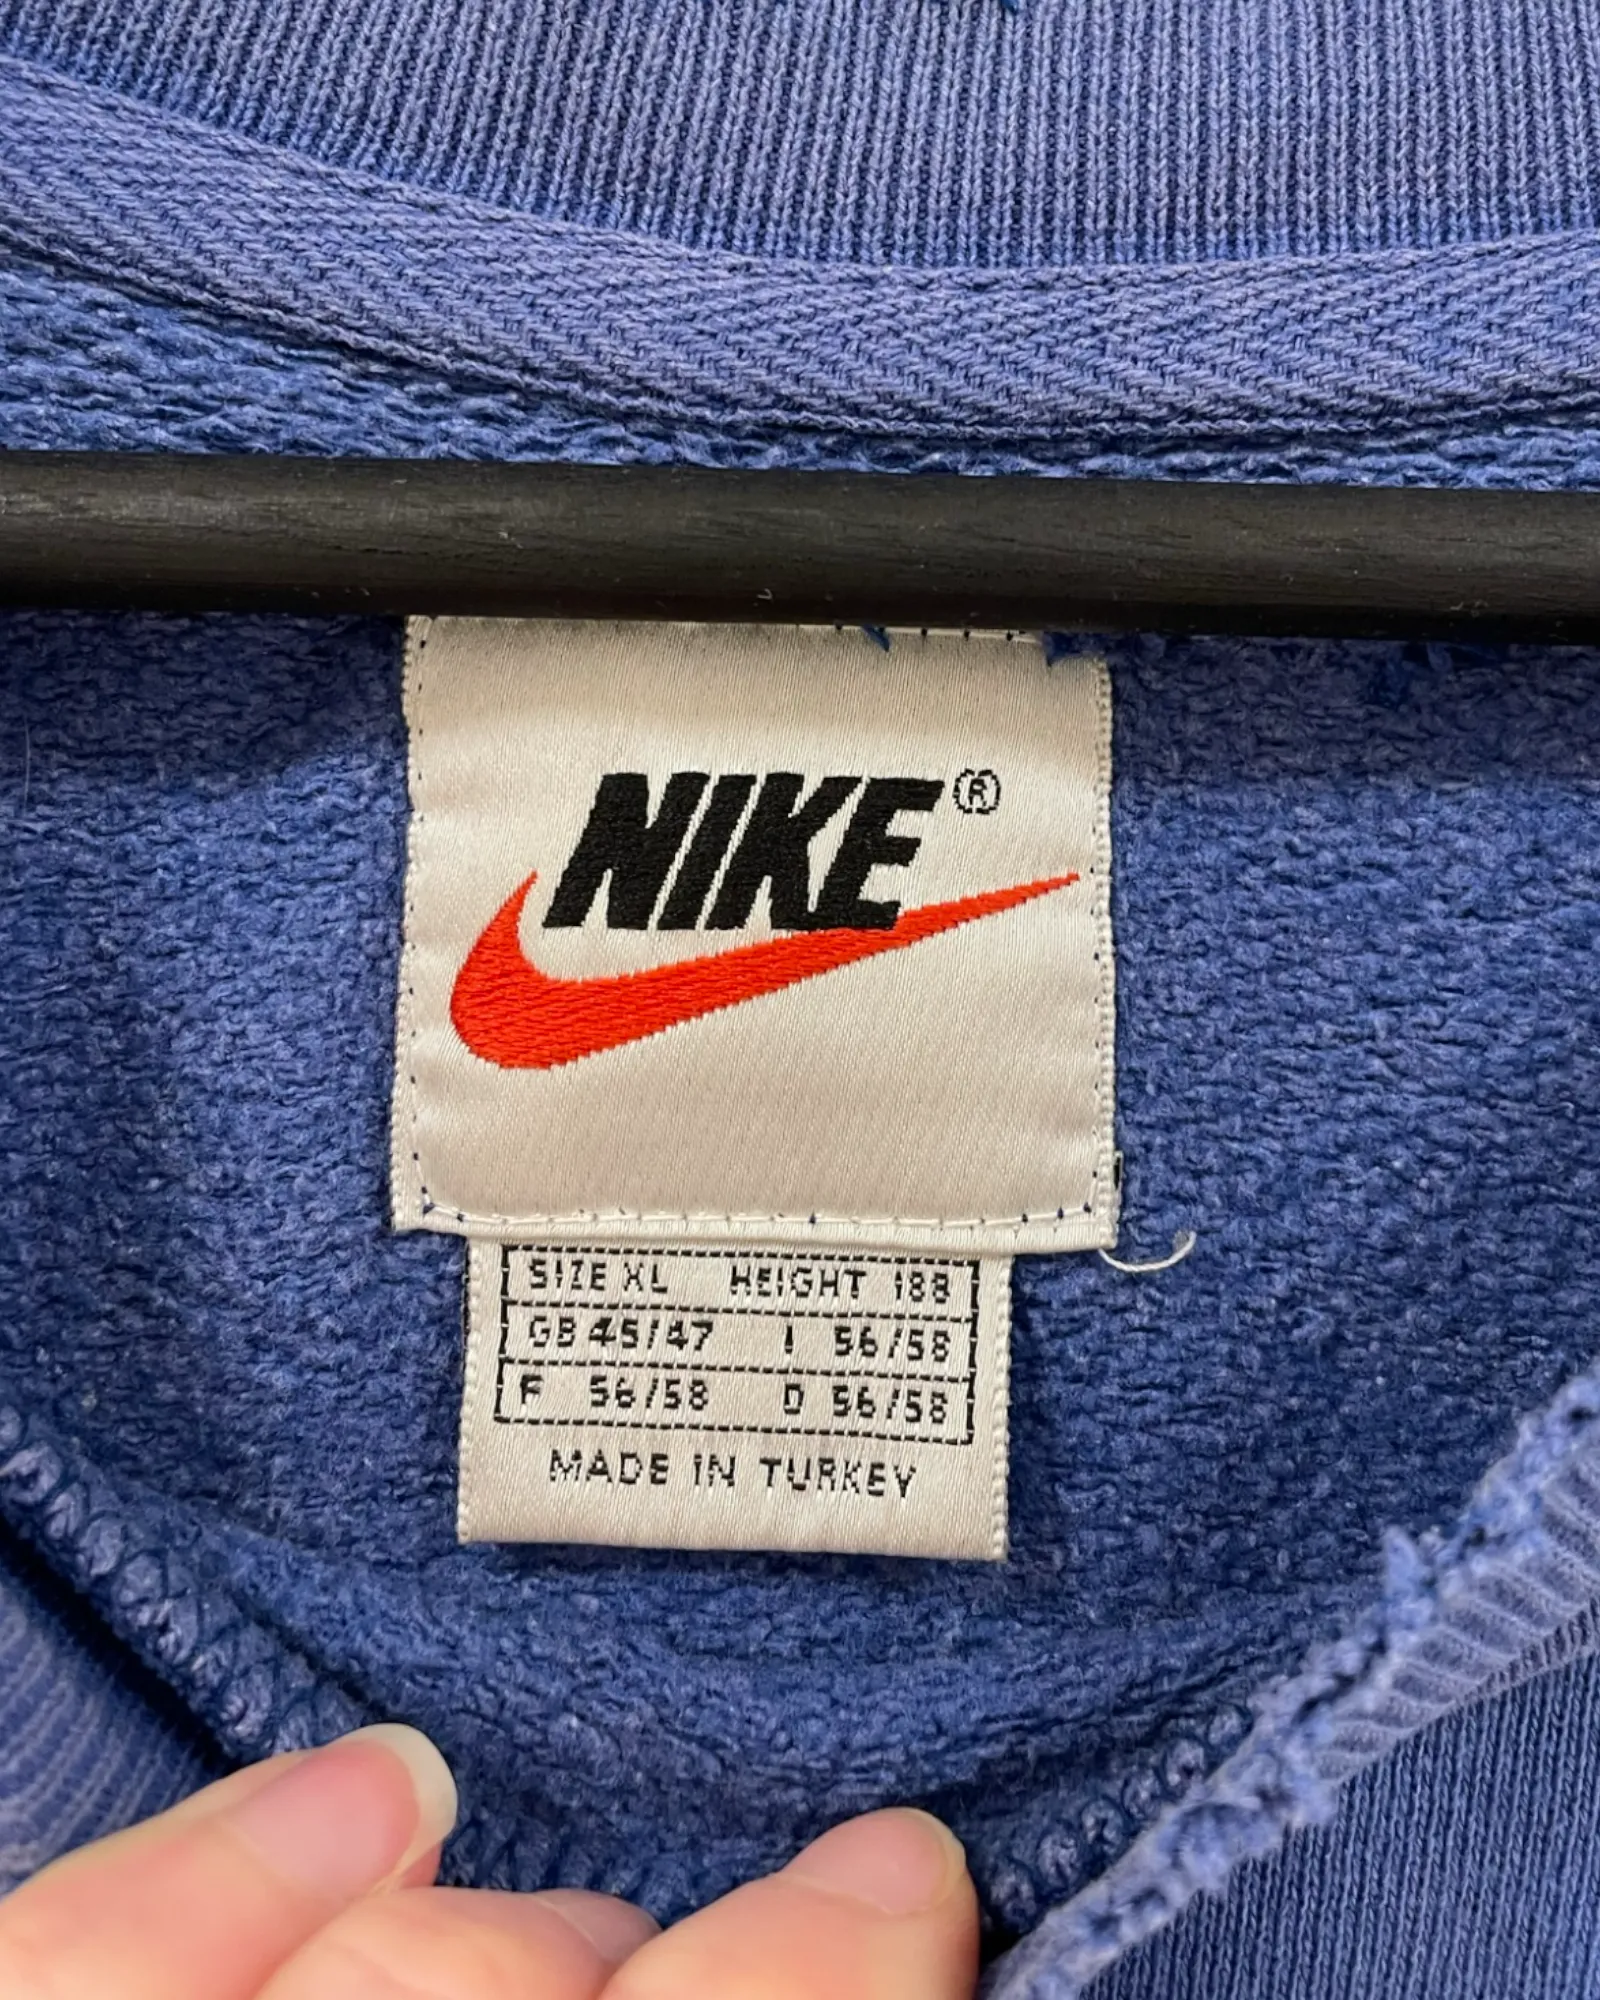 NIKE®
SIZE XL HEIGHT 188
GB 45/47 I 56/58
F 56/58 D 56/58
MADE IN TURKEY